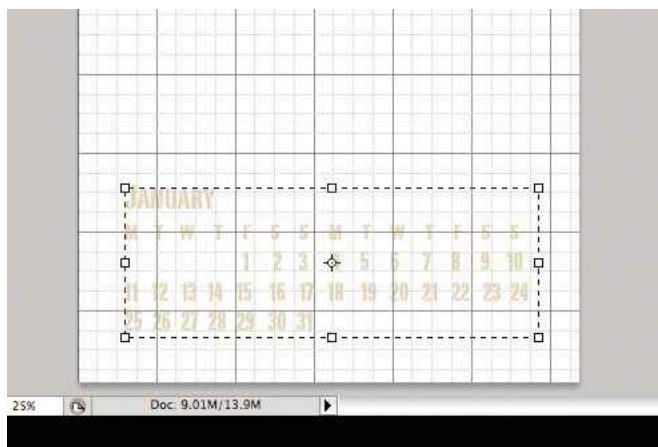 JANUARY
M T W T F S S M T W T F S S
1 2 3 4 5 6 7 8 9 10
11 12 13 14 15 16 17 18 19 20 21 22 23 24
25 26 27 28 29 30 31
25% Doc: 9.01M/13.9M